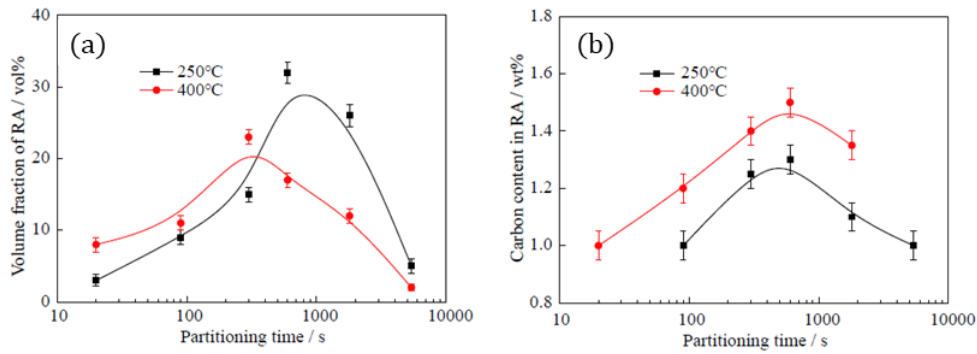 (a)
250°C
400°C
Volume fraction of RA / vol%
40
30
20
10
0
10
100
1000
10000
Partitioning time / s
(b)
250°C
400°C
Carbon content in RA / wt%
1.8
1.6
1.4
1.2
1.0
0.8
10
100
1000
10000
Partitioning time / s